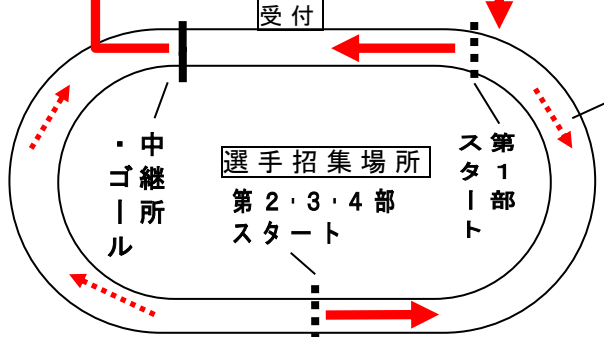 受付
選手招集場所
第２・３・４部
スタート
第１部
スタート
中継所
・ゴール